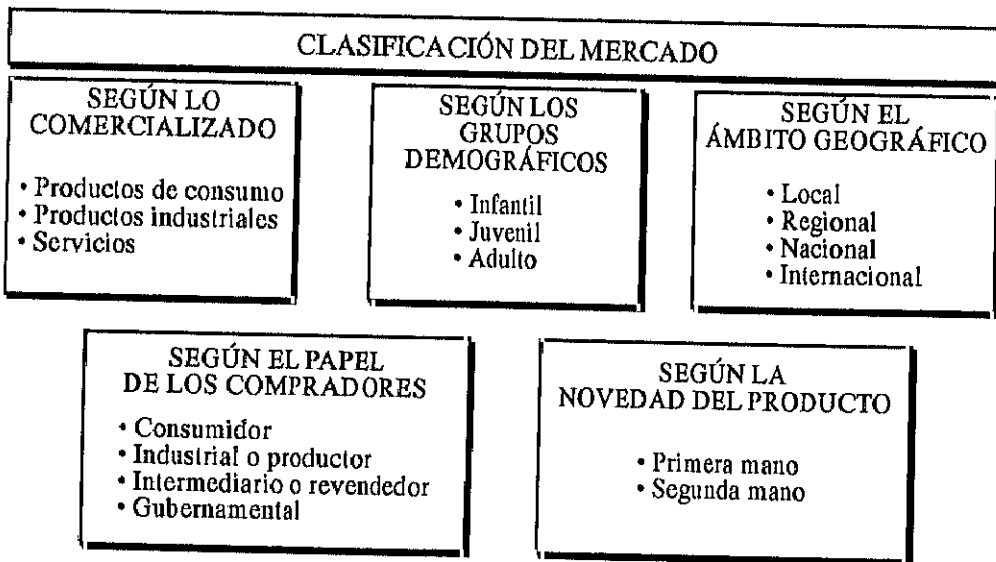 CLASIFICACIÓN DEL MERCADO
SEGÚN LO
COMERCIALIZADO
• Productos de consumo
• Productos industriales
• Servicios
SEGÚN LOS
GRUPOS
DEMOGRÁFICOS
• Infantil
• Juvenil
• Adulto
SEGÚN EL
ÁMBITO GEOGRÁFICO
• Local
• Regional
• Nacional
• Internacional
SEGÚN EL PAPEL
DE LOS COMPRADORES
• Consumidor
• Industrial o productor
• Intermediario o revendedor
• Gubernamental
SEGÚN LA
NOVEDAD DEL PRODUCTO
• Primera mano
• Segunda mano